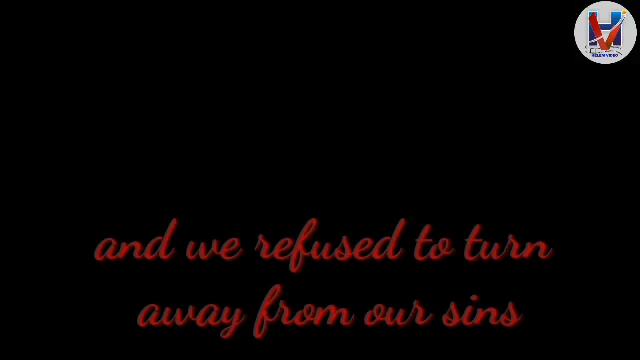 and we refused to turn
away from our sins